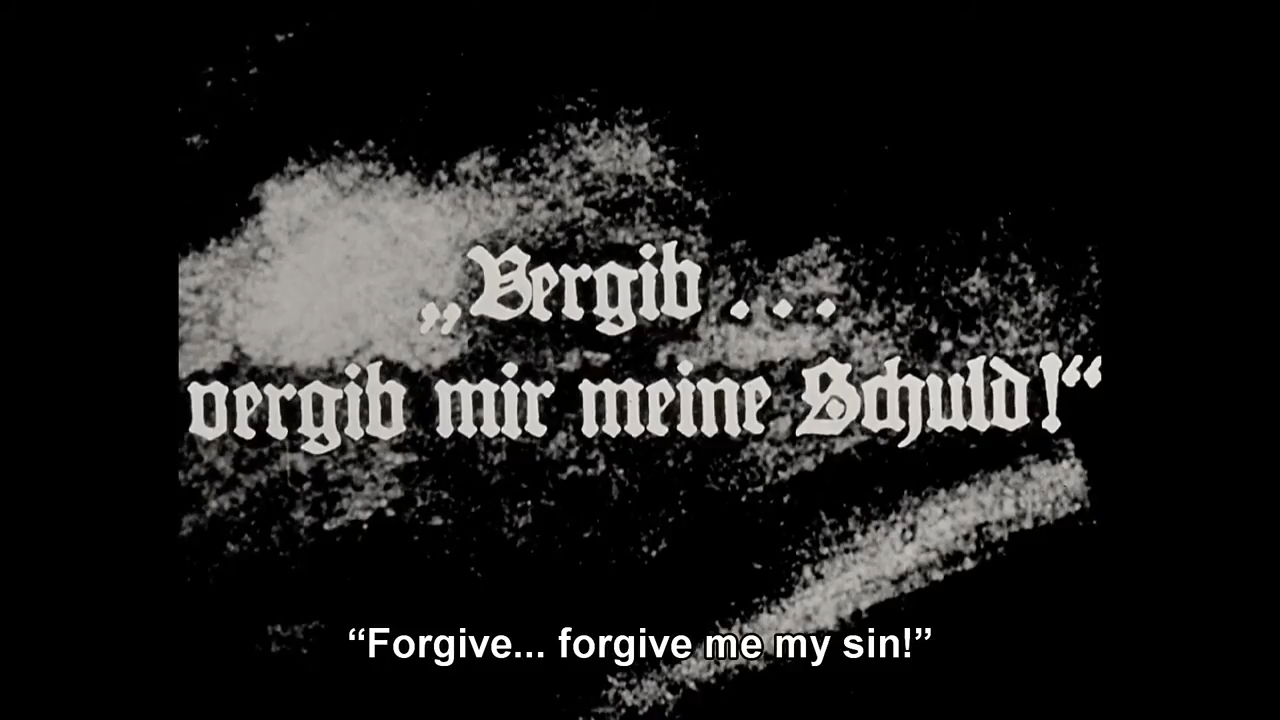 „Vergib . . .
vergib mir meine Schuld!“
“Forgive... forgive me my sin!”